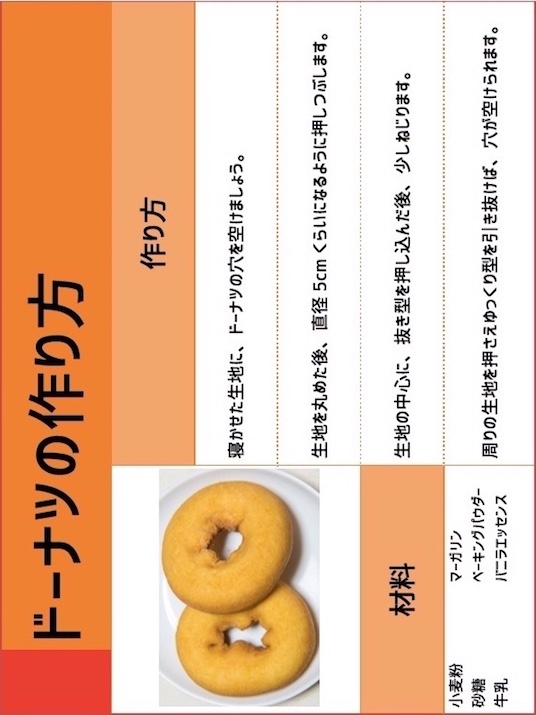 ドーナツの作り方
作り方
寝かせた生地に、ドーナツの穴を空けましょう。
生地を丸めた後、直径 5cm くらいになるように押しつぶします。
生地の中心に、抜き型を押し込んだ後、少しねじります。
周りの生地を押さえゆっくり型を引き抜けば、穴が空けられます。
材料
小麦粉 マーガリン
砂糖 ベーキングパウダー
牛乳 バニラエッセンス